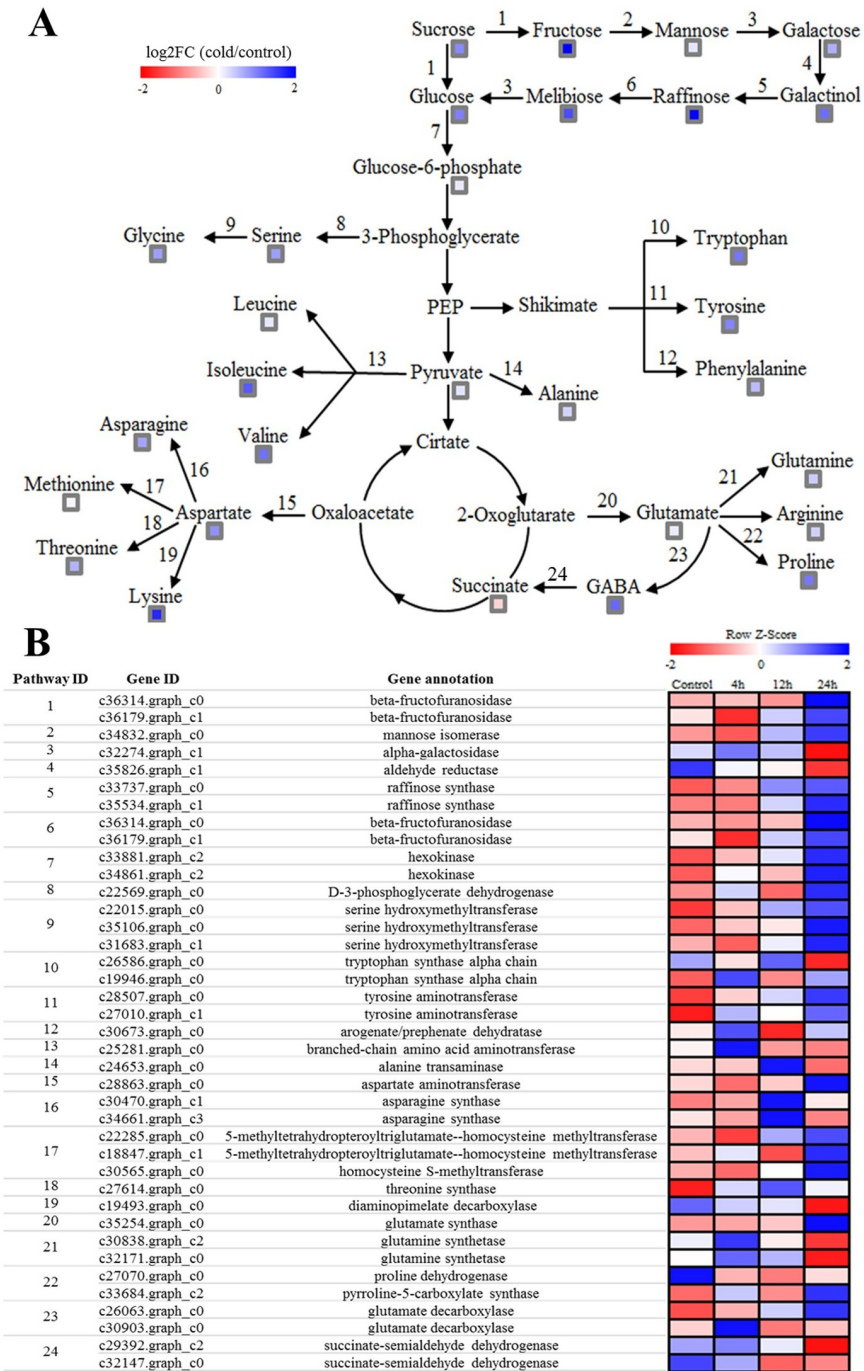 A
log2FC (cold/control)
-2 0 2
Sucrose 1 Fructose 2 Mannose 3 Galactose
1 4
Glucose 3 Melibiose 6 Raffinose 5 Galactinol
7
Glucose-6-phosphate
Glycine 9 Serine 8 3-Phosphoglycerate
10 Tryptophan
Leucine
PEP Shikimate 11 Tyrosine
Isoleucine 13 Pyruvate 14 Alanine 12 Phenylalanine
Valine
Asparagine
Cirtate
16
Methionine 17
Glutamine
21
Aspartate 15 Oxaloacetate 2-Oxoglutarate 20 Glutamate Arginine
18
22
Threonine
19
23
Proline
Lysine
Succinate 24 GABA
B
Row Z-Score
-2 0 2
Pathway ID Gene ID Gene annotation Control 4h 12h 24h
1 c36314.graph_c0 beta-fructofuranosidase
c36179.graph_c1 beta-fructofuranosidase
2 c34832.graph_c0 mannose isomerase
3 c32274.graph_c1 alpha-galactosidase
4 c35826.graph_c1 aldehyde reductase
5 c33737.graph_c0 raffinose synthase
c35534.graph_c1 raffinose synthase
6 c36314.graph_c0 beta-fructofuranosidase
c36179.graph_c1 beta-fructofuranosidase
7 c33881.graph_c2 hexokinase
c34861.graph_c2 hexokinase
8 c22569.graph_c0 D-3-phosphoglycerate dehydrogenase
9 c22015.graph_c0 serine hydroxymethyltransferase
c35106.graph_c0 serine hydroxymethyltransferase
c31683.graph_c1 serine hydroxymethyltransferase
10 c26586.graph_c0 tryptophan synthase alpha chain
c19946.graph_c0 tryptophan synthase alpha chain
11 c28507.graph_c0 tyrosine aminotransferase
c27010.graph_c1 tyrosine aminotransferase
12 c30673.graph_c0 arogenate/prephenate dehydratase
13 c25281.graph_c0 branched-chain amino acid aminotransferase
14 c24653.graph_c0 alanine transaminase
15 c28863.graph_c0 aspartate aminotransferase
16 c30470.graph_c1 asparagine synthase
c34661.graph_c3 asparagine synthase
17 c22285.graph_c0 5-methyltetrahydropteroyltriglutamate--homocysteine methyltransferase
c18847.graph_c1 5-methyltetrahydropteroyltriglutamate--homocysteine methyltransferase
c30565.graph_c0 homocysteine S-methyltransferase
18 c27614.graph_c0 threonine synthase
19 c19493.graph_c0 diaminopimelate decarboxylase
20 c35254.graph_c0 glutamate synthase
21 c30838.graph_c2 glutamine synthetase
c32171.graph_c0 glutmine synthetase
22 c27070.graph_c0 proline dehydrogenase
c33684.graph_c2 pyrroline-5-carboxylate synthase
23 c26063.graph_c0 glutamate decarboxylase
c30903.graph_c0 glutamate decarboxylase
24 c29392.graph_c2 succinate-semialdehyde dehydrogenase
c32147.graph_c0 succinate-semialdehyde dehydrogenase